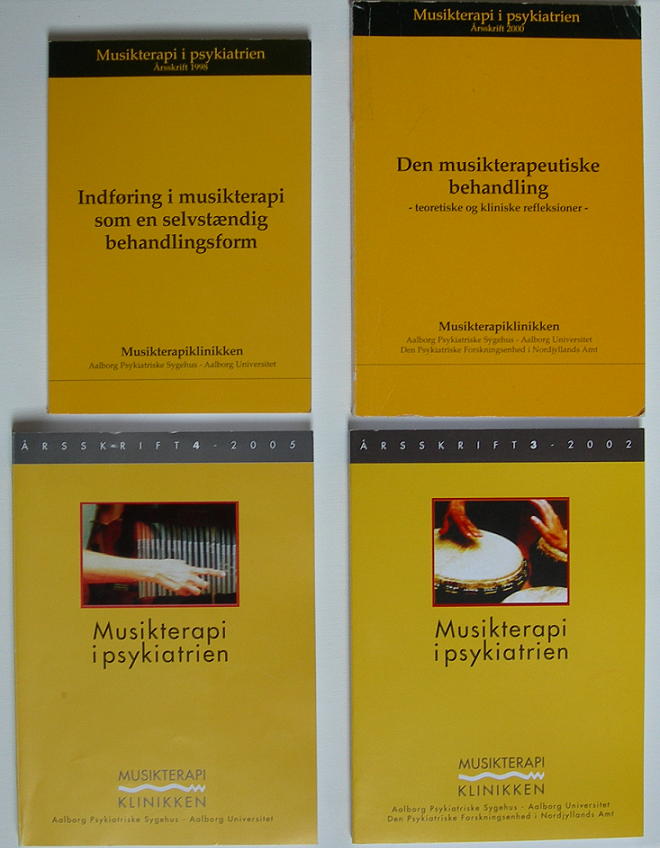 Musikterapi i psykiatrien
Årsskrift 1998
Indføring i musikterapi
som en selvstændig
behandlingsform
Musikterapiklinikken
Aalborg Psykiatriske Sygehus - Aalborg Universitet
Musikterapi i psykiatrien
Årsskrift 2000
Den musikterapeutiske
behandling
- teoretiske og kliniske refleksioner -
Musikterapiklinikken
Aalborg Psykiatriske Sygehus - Aalborg Universitet
Den Psykiatriske Forskningsenhed i Nordjyllands Amt
ÅRSSKRIFT 4 - 2005
Musikterapi
i psykiatrien
MUSIKTERAPI
KLINIKKEN
Aalborg Psykiatriske Sygehus - Aalborg Universitet
ÅRSSKRIFT 3 - 2002
Musikterapi
i psykiatrien
MUSIKTERAPI
KLINIKKEN
Aalborg Psykiatriske Sygehus - Aalborg Universitet
Den Psykiatriske Forskningsenhed i Nordjyllands Amt